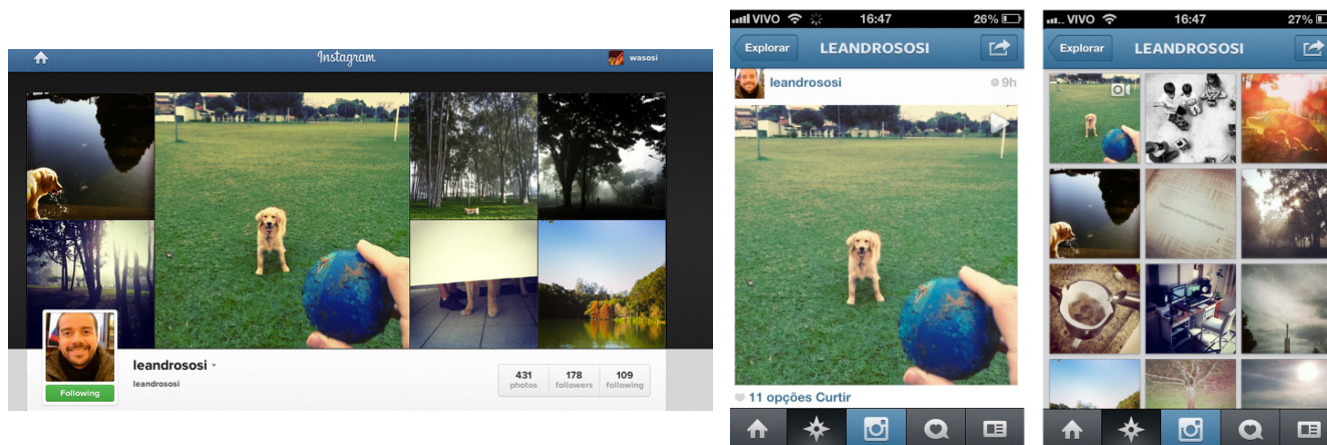 Instagram
wasosi
leandrososi
leandrososi
Following
431
photos
178
followers
109
following
VIVO 16:47 26%
Explorar LEANDROSOSI
leandrososi 9h
11 opções Curtir
VIVO 16:47 27%
Explorar LEANDROSOSI